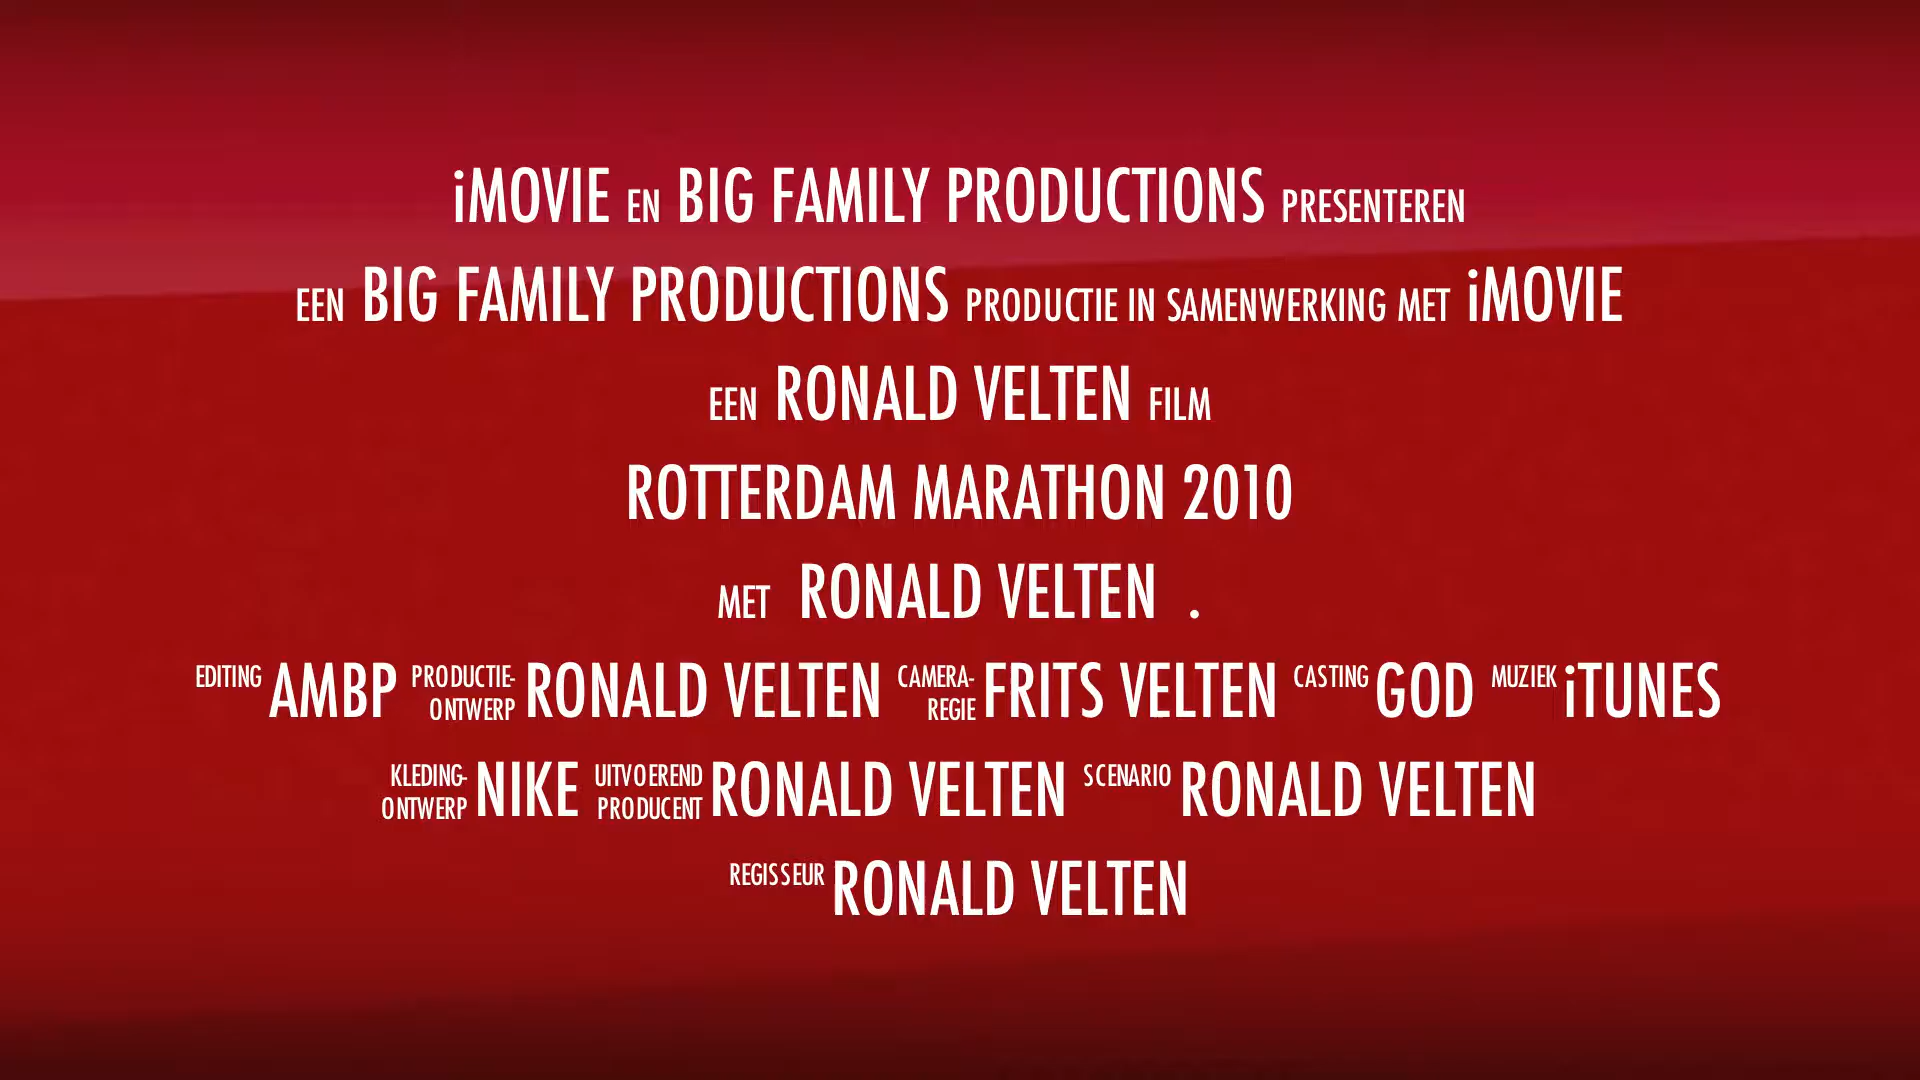 iMOVIE EN BIG FAMILY PRODUCTIONS PRESENTEREN
EEN BIG FAMILY PRODUCTIONS PRODUCTIE IN SAMENWERKING MET iMOVIE
EEN RONALD VELTEN FILM
ROTTERDAM MARATHON 2010
MET RONALD VELTEN .
EDITING AMBP PRODUCTIE-ONTWERP RONALD VELTEN CAMERA-REGIE FRITS VELTEN CASTING GOD MUZIEK iTUNES
KLEDING-ONTWERP NIKE UITVOEREND PRODUCENT RONALD VELTEN SCENARIO RONALD VELTEN
REGISSEUR RONALD VELTEN